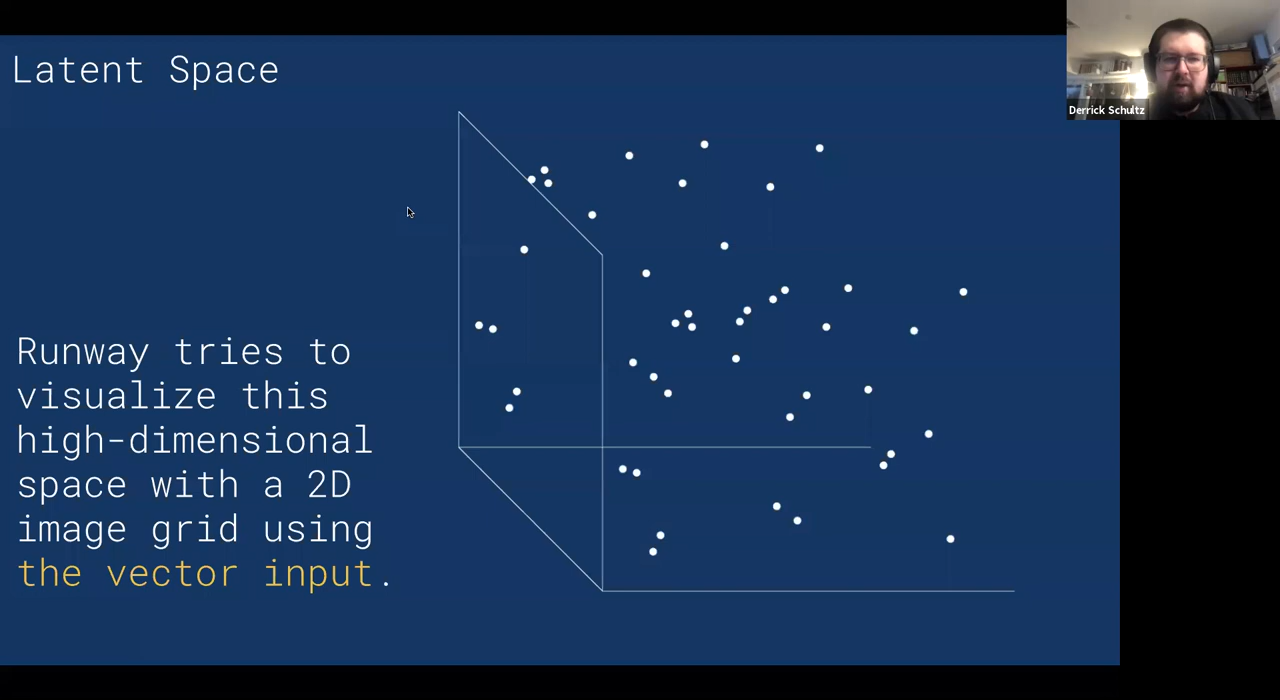 Latent Space
Derrick Schultz
Runway tries to
visualize this
high-dimensional
space with a 2D
image grid using
the vector input.